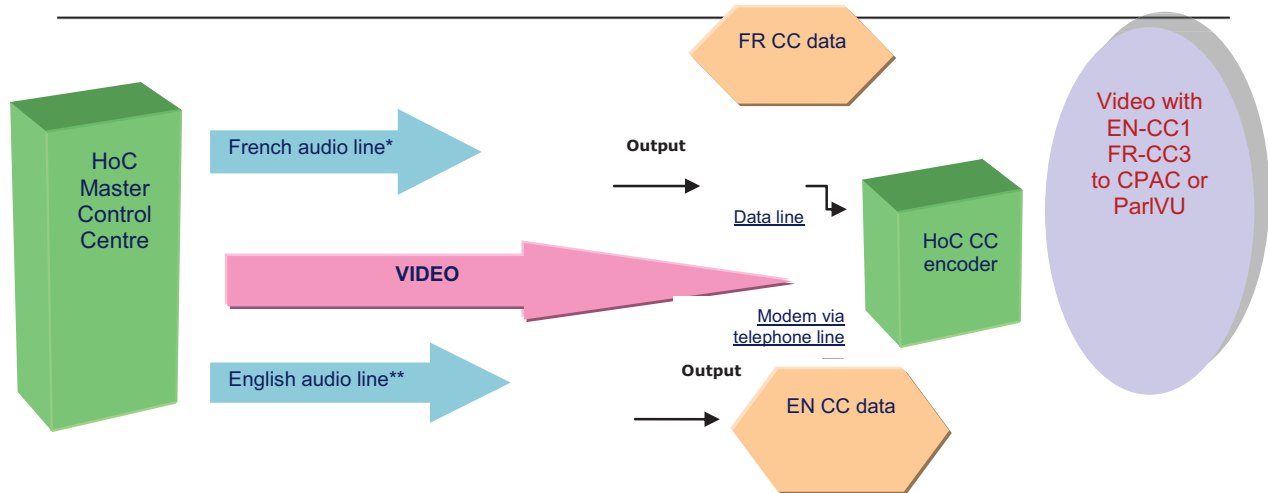 FR CC data
HoC
Master
Control
Centre
French audio line*
Output
Data line
HoC CC
encoder
Video with
EN-CC1
FR-CC3
to CPAC or
ParlVU
VIDEO
Modem via
telephone line
English audio line**
Output
EN CC data